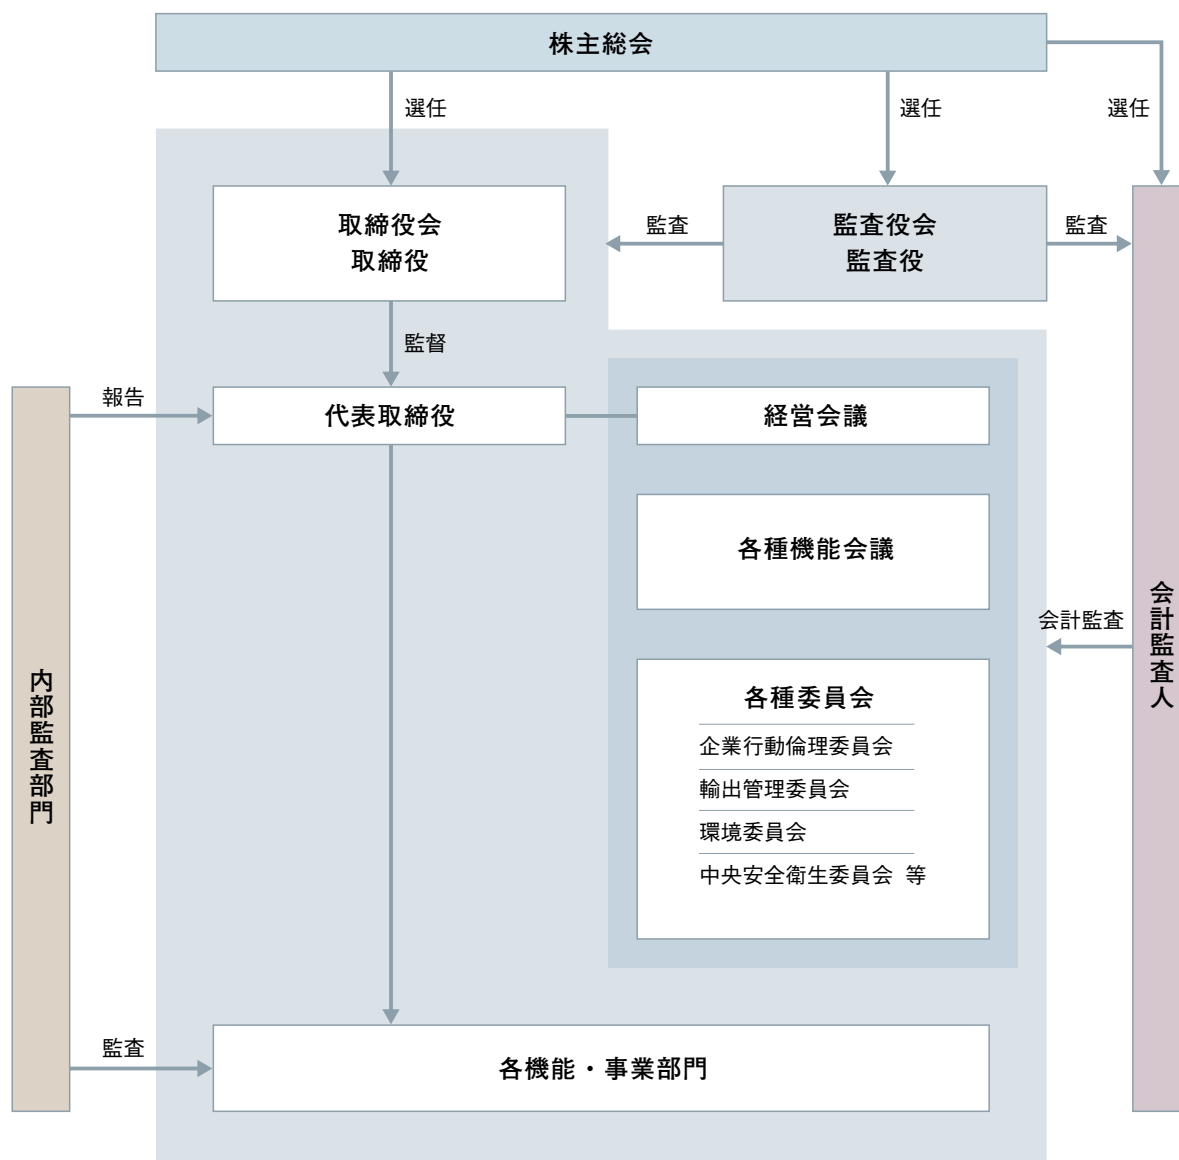 株主総会
選任
選任
選任
取締役会
取締役
監査
監査役会
監査役
監査
監督
報告
代表取締役
経営会議
各種機能会議
会計監査
会計監査人
内部監査部門
各種委員会
企業行動倫理委員会
輸出管理委員会
環境委員会
中央安全衛生委員会 等
監査
各機能・事業部門